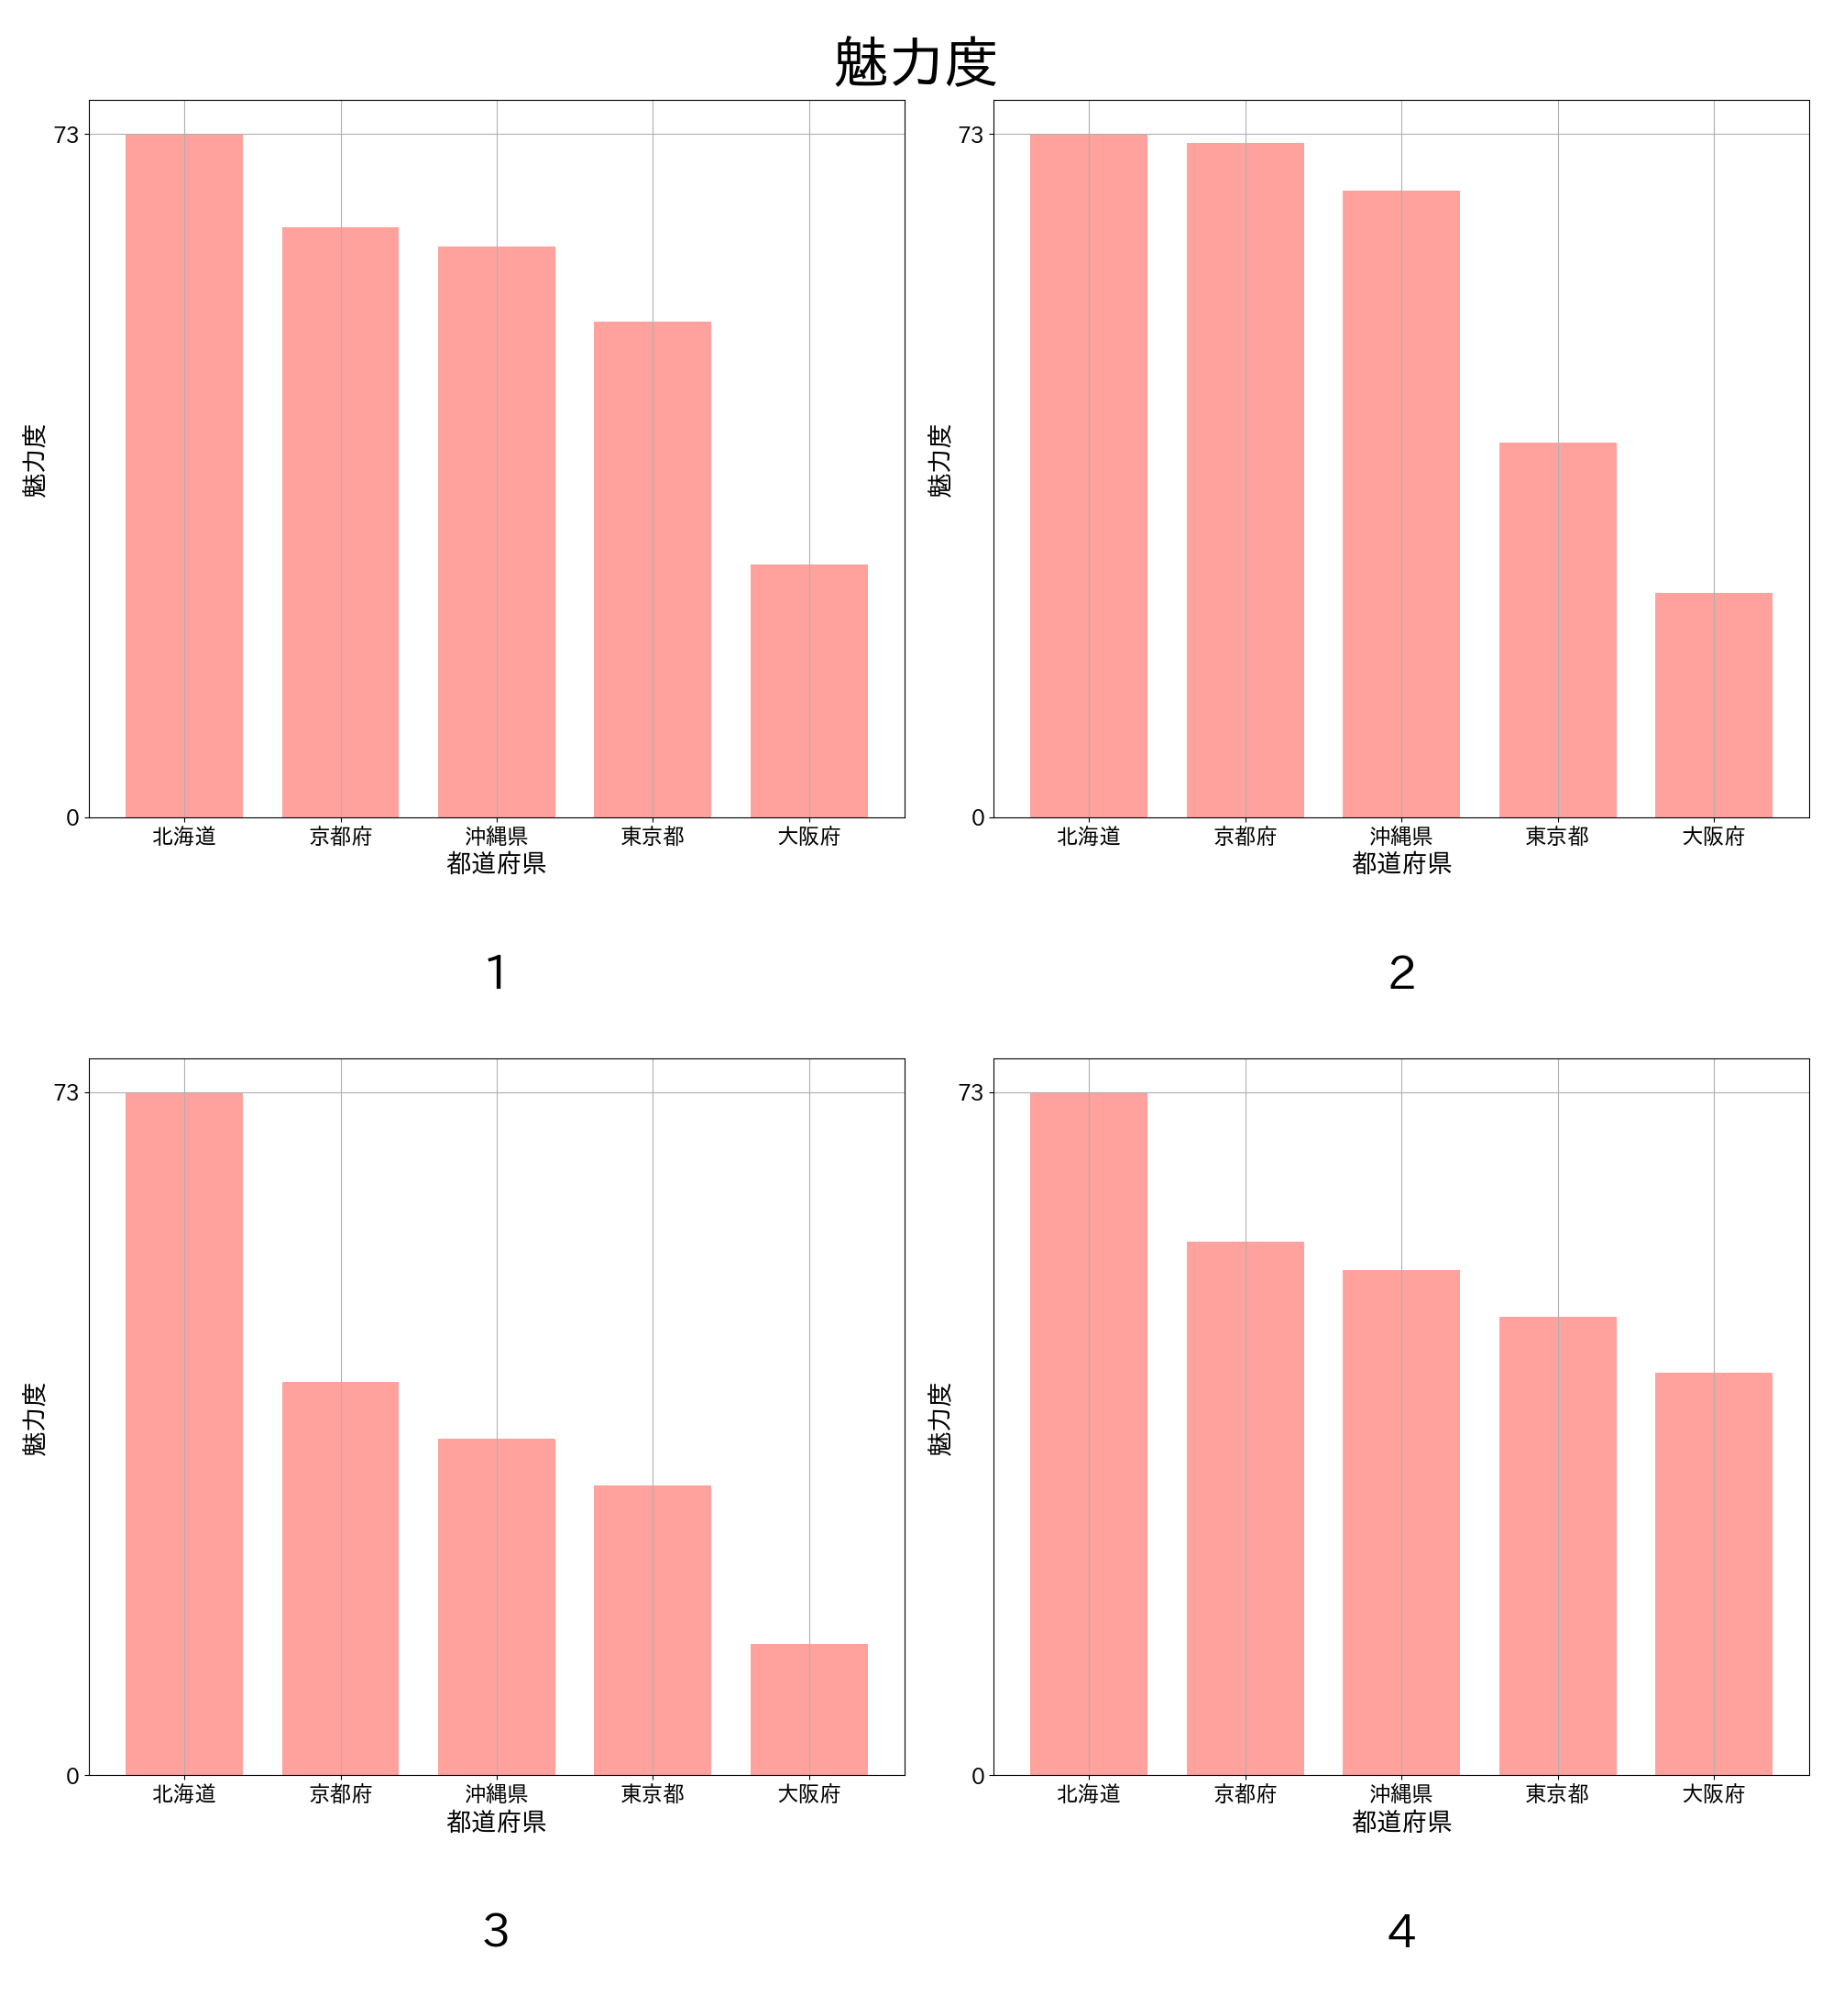 魅力度
73
0
魅力度
北海道 京都府 沖縄県 東京都 大阪府
都道府県
1
73
0
魅力度
北海道 京都府 沖縄県 東京都 大阪府
都道府県
2
73
0
魅力度
北海道 京都府 沖縄県 東京都 大阪府
都道府県
3
73
0
魅力度
北海道 京都府 沖縄県 東京都 大阪府
都道府県
4